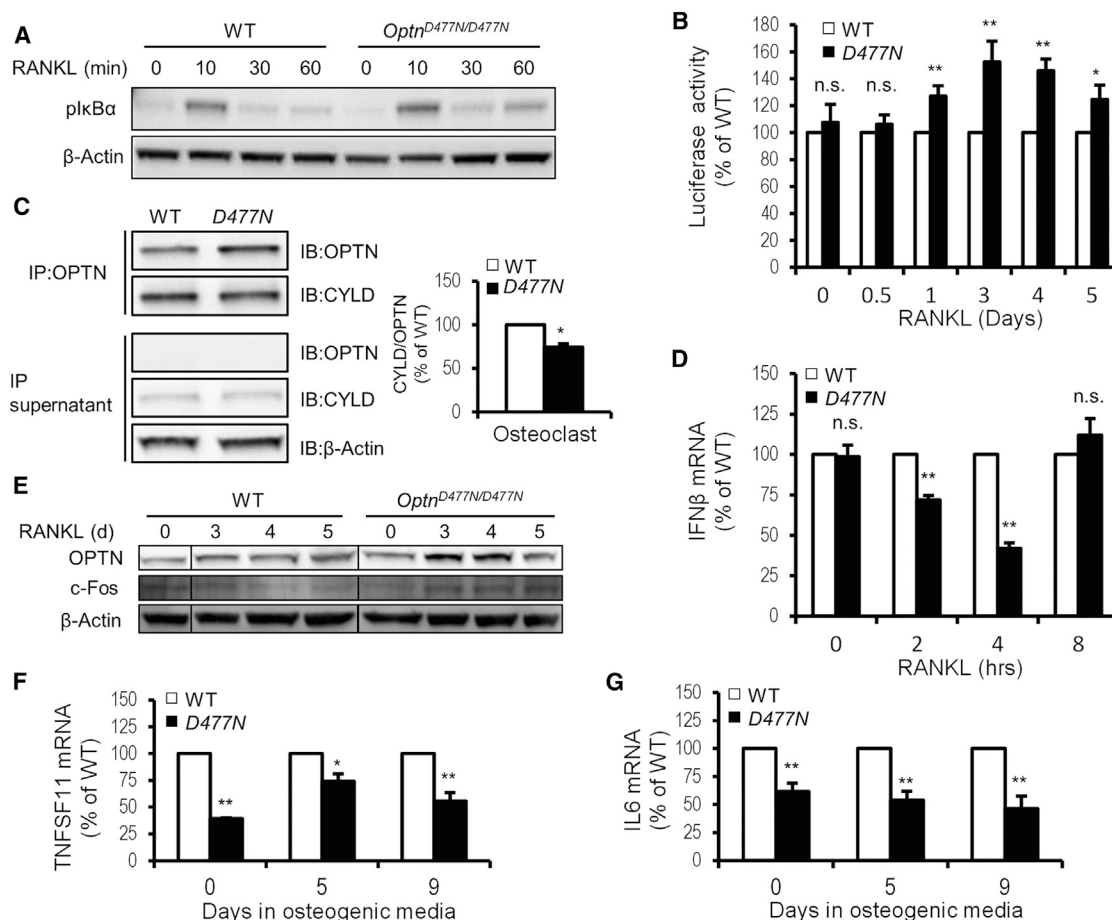 A
WT
Optn^D477N/D477N
RANKL (min)
0 10 30 60 0 10 30 60
pIκBα
β-Actin
B
WT
D477N
Luciferase activity
(% of WT)
180
160
140
120
100
80
60
40
20
0
n.s. n.s. ** ** ** *
0 0.5 1 3 4 5
RANKL (Days)
C
WT D477N
IP:OPTN
IB:OPTN
IB:CYLD
IP
supernatant
IB:OPTN
IB:CYLD
IB:β-Actin
WT
D477N
CYLD/OPTN
(% of WT)
150
100
50
0
*
Osteoclast
D
WT
D477N
IFNβ mRNA
(% of WT)
150
125
100
75
50
25
0
n.s. ** ** n.s.
0 2 4 8
RANKL (hrs)
E
WT
Optn^D477N/D477N
RANKL (d)
0 3 4 5 0 3 4 5
OPTN
c-Fos
β-Actin
F
WT
D477N
TNFSF11 mRNA
(% of WT)
150
125
100
75
50
25
0
** * **
0 5 9
Days in osteogenic media
G
WT
D477N
IL6 mRNA
(% of WT)
150
125
100
75
50
25
0
** ** **
0 5 9
Days in osteogenic media